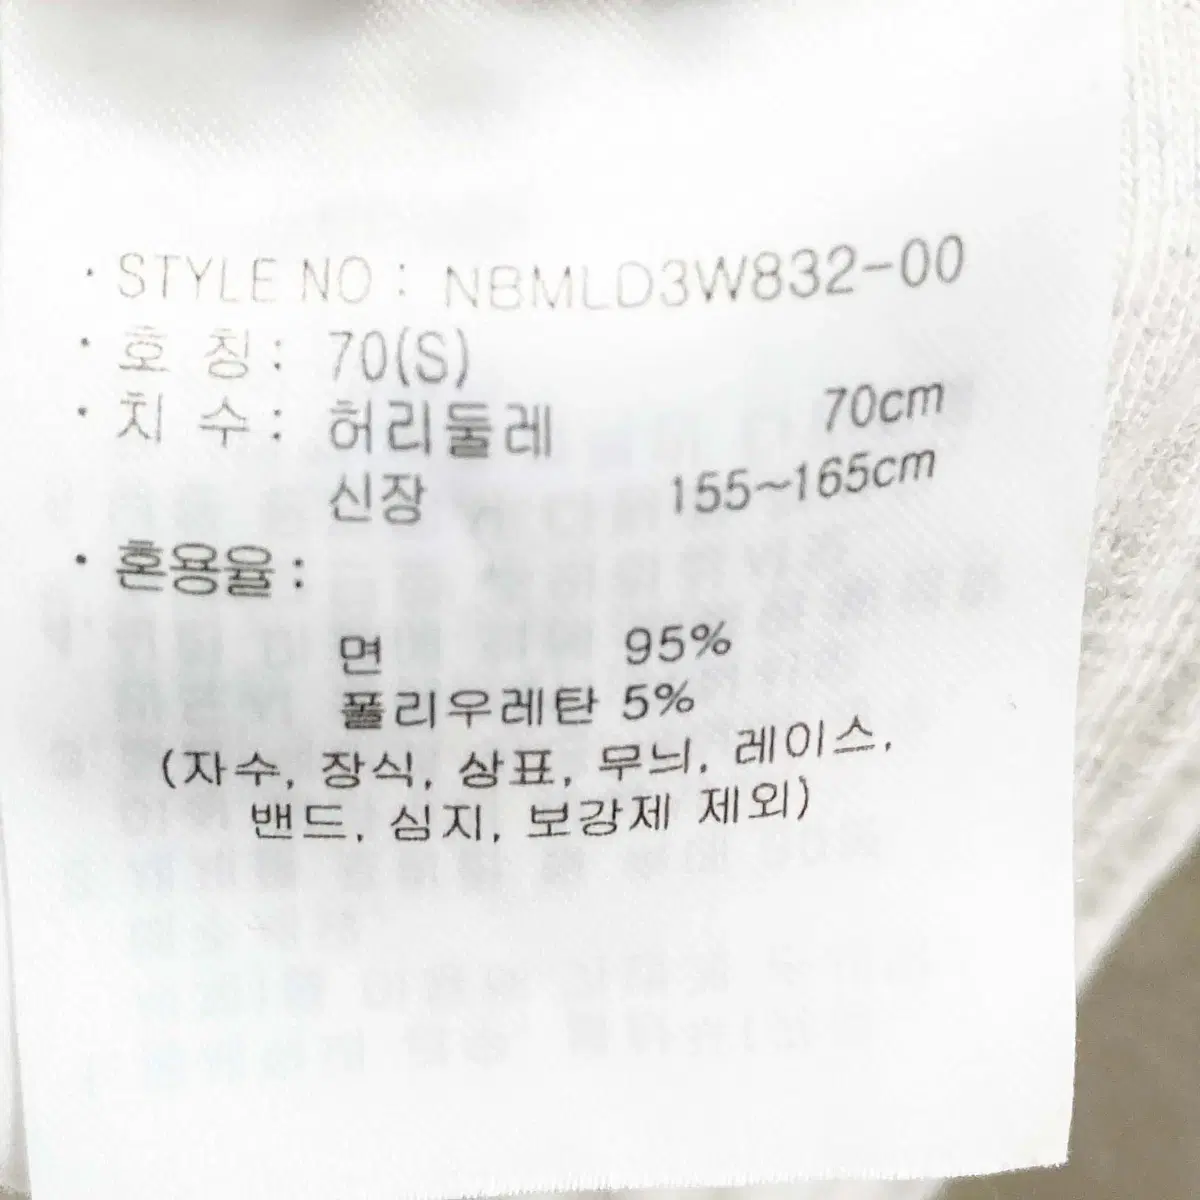 · STYLE NO : NBMLD3W832-00
· 호 칭 : 70(S)
· 치 수 : 허리둘레 70cm
신장 155~165cm
· 혼용율 :
면 95%
폴리우레탄 5%
(자수, 장식, 상표, 무늬, 레이스,
밴드, 심지, 보강제 제외)